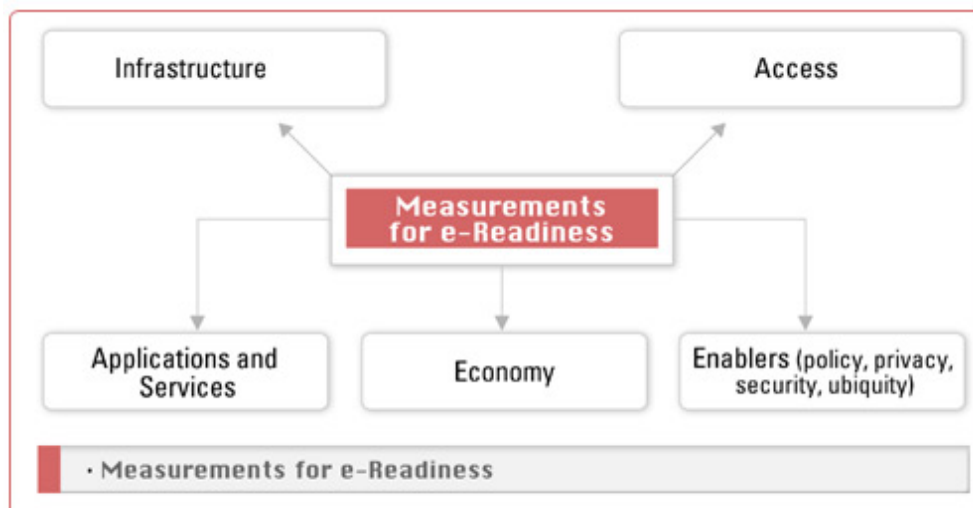 Infrastructure
Access
Measurements
for e-Readiness
Applications and
Services
Economy
Enablers (policy, privacy,
security, ubiquity)
· Measurements for e-Readiness